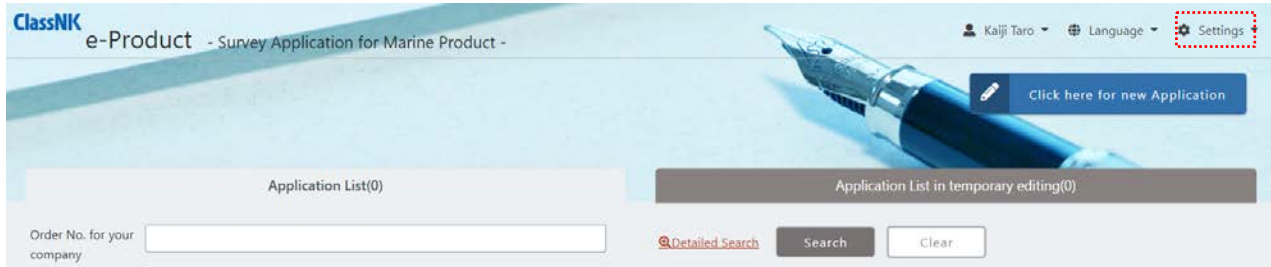 ClassNK
e-Product - Survey Application for Marine Product -
Kaiji Taro Language Settings
Click here for new Application
Application List(0) Application List in temporary editing(0)
Order No. for your
company
Detailed Search Search Clear